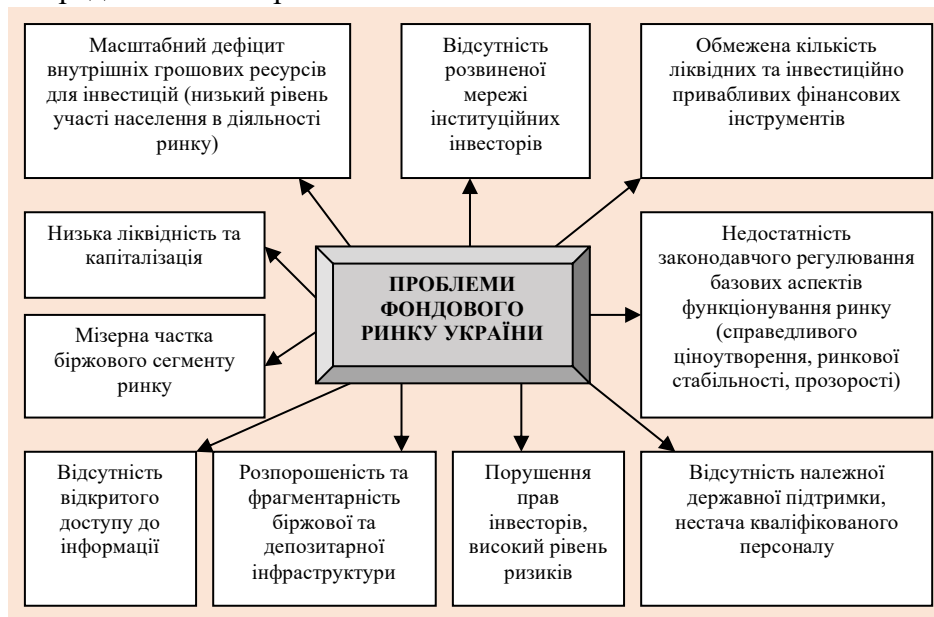 Масштабний дефіцит
внутрішніх грошових ресурсів
для інвестицій (низький рівень
участі населення в діяльності
ринку)
Відсутність
розвиненої
мережі
інституційних
інвесторів
Обмежена кількість
ліквідних та інвестиційно
привабливих фінансових
інструментів
Низька ліквідність та
капіталізація
Мізерна частка
біржового сегменту
ринку
ПРОБЛЕМИ
ФОНДОВОГО
РИНКУ УКРАЇНИ
Недостатність
законодавчого регулювання
базових аспектів
функціонування ринку
(справедливого
ціноутворення, ринкової
стабільності, прозорості)
Відсутність
відкритого
доступу до
інформації
Розпорошеність та
фрагментарність
біржової та
депозитарної
інфраструктури
Порушення
прав
інвесторів,
високий рівень
ризиків
Відсутність належної
державної підтримки,
нестача кваліфікованого
персоналу